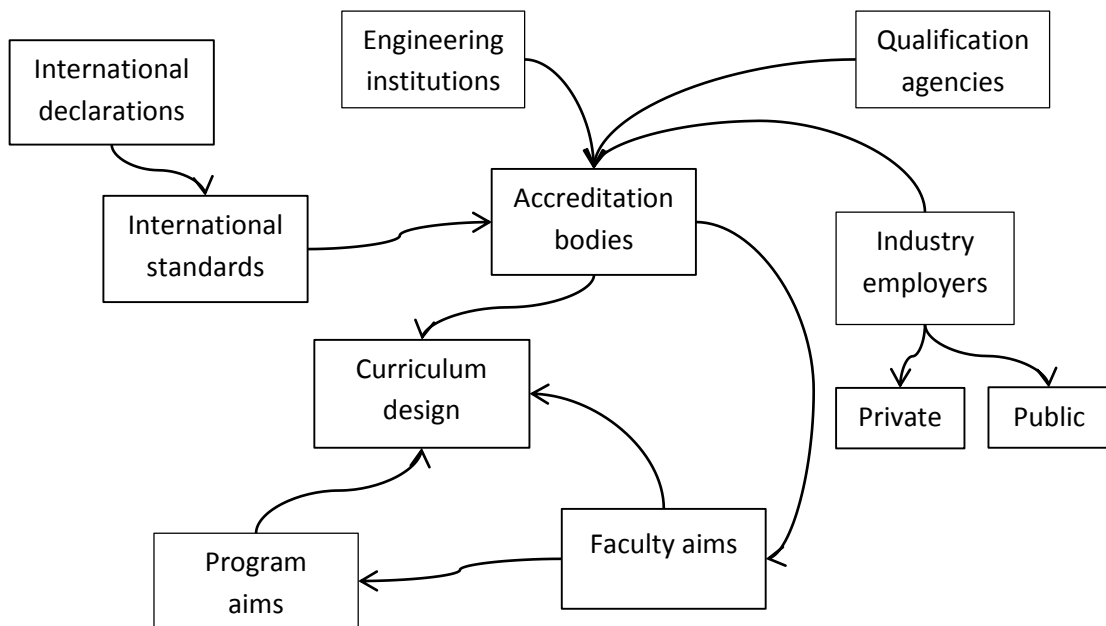 International
declarations
Engineering
institutions
Qualification
agencies
International
standards
Accreditation
bodies
Industry
employers
Curriculum
design
Private
Public
Program
aims
Faculty aims